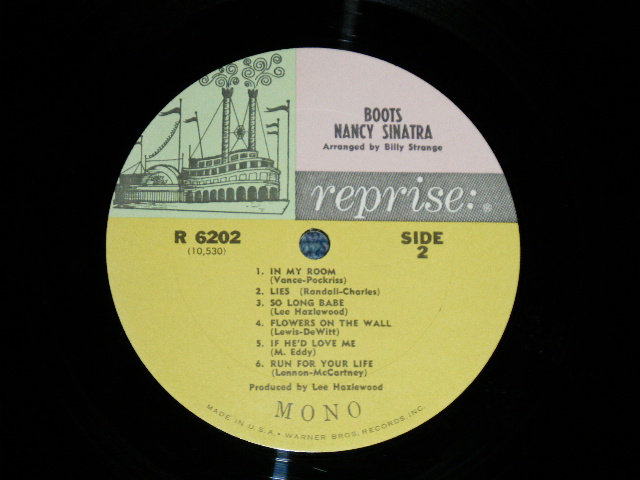 BOOTS
NANCY SINATRA
Arranged by Billy Strange
reprise:
R 6202
(10,530)
SIDE
2
1. IN MY ROOM
(Vance-Pockriss)
2. LIES (Randall-Charles)
3. SO LONG BABE
(Lee Hazlewood)
4. FLOWERS ON THE WALL
(Lewis-DeWitt)
5. IF HE'D LOVE ME
(M. Eddy)
6. RUN FOR YOUR LIFE
(Lennon-McCartney)
Produced by Lee Hazlewood
MONO
MADE IN U.S.A. • WARNER BROS. RECORDS, INC.